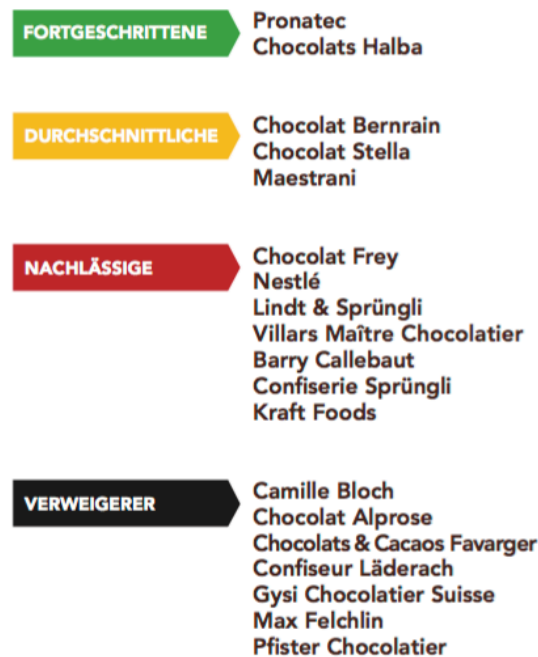 FORTGESCHRITTENE
Pronatec
Chocolats Halba
DURCHSCHNITTLICHE
Chocolat Bernrain
Chocolat Stella
Maestrani
NACHLÄSSIGE
Chocolat Frey
Nestlé
Lindt & Sprüngli
Villars Maître Chocolatier
Barry Callebaut
Confiserie Sprüngli
Kraft Foods
VERWEIGERER
Camille Bloch
Chocolat Alprose
Chocolats & Cacaos Favarger
Confiseur Läderach
Gysi Chocolatier Suisse
Max Felchlin
Pfister Chocolatier